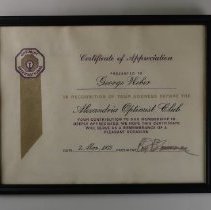 Certificate of Appreciation
PRESENTED TO
George Weber
IN RECOGNITION OF YOUR ADDRESS BEFORE THE
Alexandria Optimist Club
YOUR CONTRIBUTION TO OUR MEMBERSHIP IS
DEEPLY APPRECIATED. WE HOPE THIS CERTIFICATE
WILL SERVE AS A REMEMBRANCE OF A
PLEASANT OCCASION.
DATE